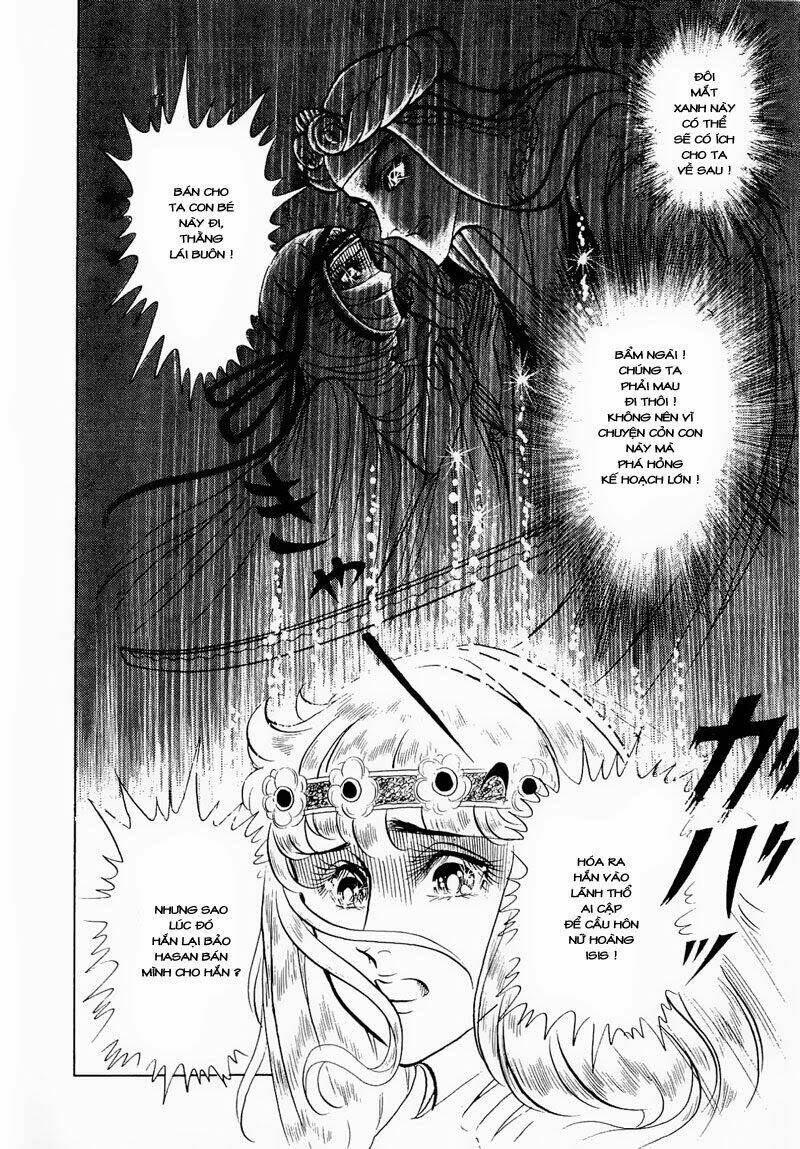 ĐÔI
MẮT
XANH NÀY
CÓ THỂ
SẼ CÓ ÍCH
CHO TA
VỀ SAU !
BÁN CHO
TA CON BÉ
NÀY ĐI,
THẰNG
LÁI BUÔN !
BẨM NGÀI !
CHÚNG TA
PHẢI MAU
ĐI THÔI !
KHÔNG NÊN VÌ
CHUYỆN CỎN CON
NÀY MÀ
PHÁ HỎNG
KẾ HOẠCH LỚN !
きゃ
ガバ
HÓA RA
HẮN VÀO
LÃNH THỔ
AI CẬP
ĐỂ CẦU HÔN
NỮ HOÀNG
ISIS !
NHƯNG SAO
LÚC ĐÓ
HẮN LẠI BẢO
HASAN BÁN
MÌNH CHO HẮN ?